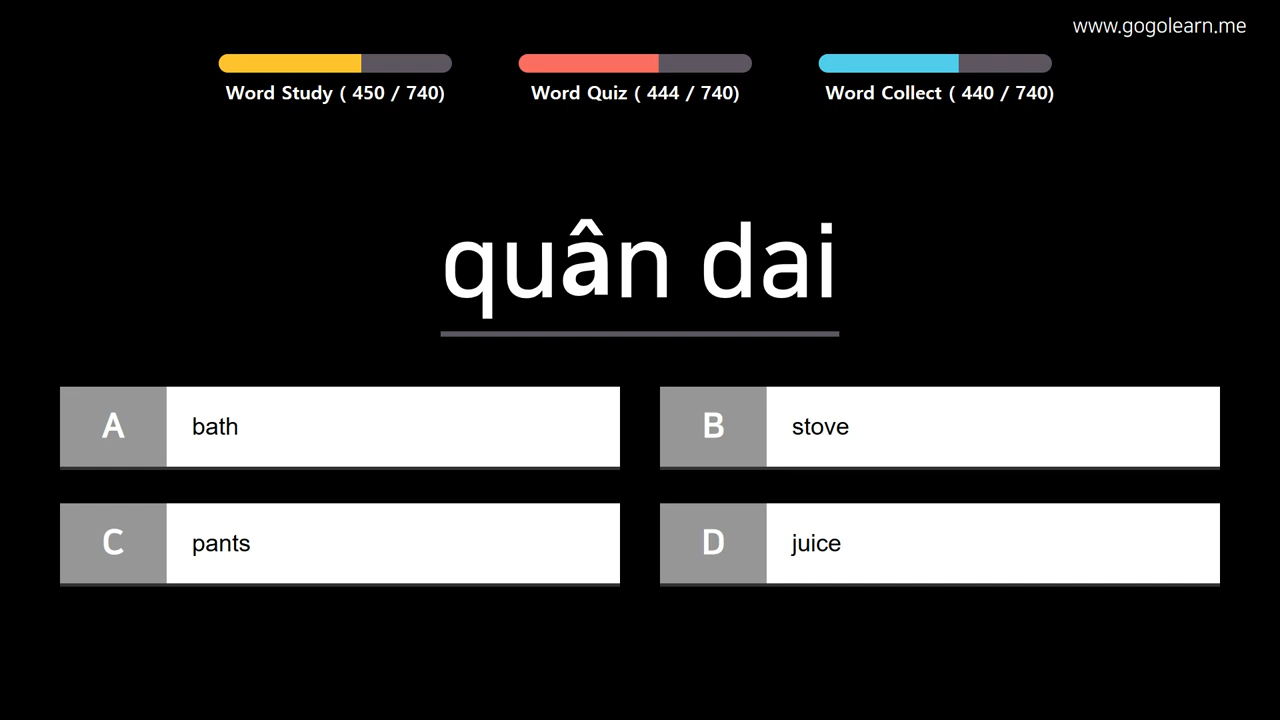 www.gogolearn.me
Word Study ( 450 / 740)
Word Quiz ( 444 / 740)
Word Collect ( 440 / 740)
quân dai
A bath
B stove
C pants
D juice